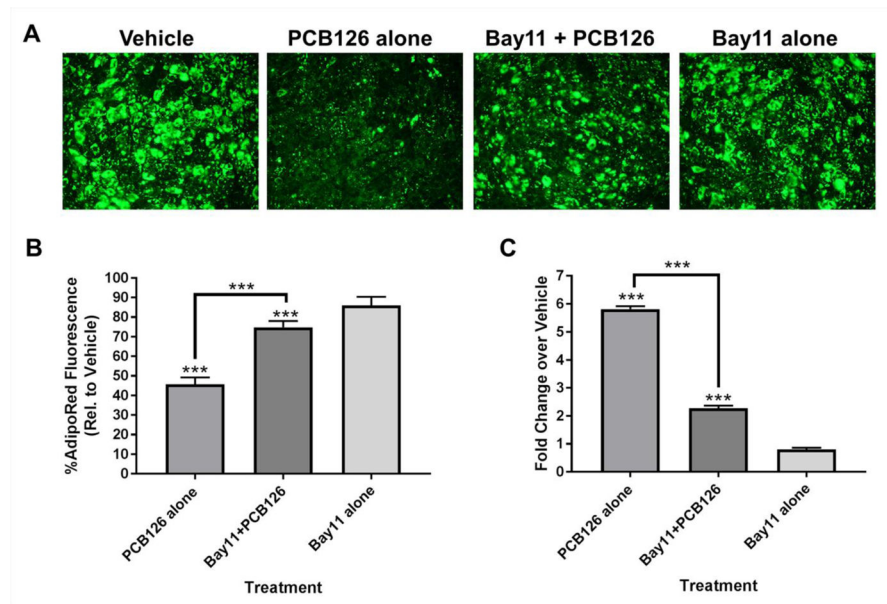 A
Vehicle
PCB126 alone
Bay11 + PCB126
Bay11 alone
B
%AdipoRed Fluorescence
(Rel. to Vehicle)
100
90
80
70
60
50
40
30
20
10
0
***
***
***
PCB126 alone
Bay11+PCB126
Bay11 alone
Treatment
C
Fold Change over Vehicle
7
6
5
4
3
2
1
0
***
***
***
PCB126 alone
Bay11+PCB126
Bay11 alone
Treatment